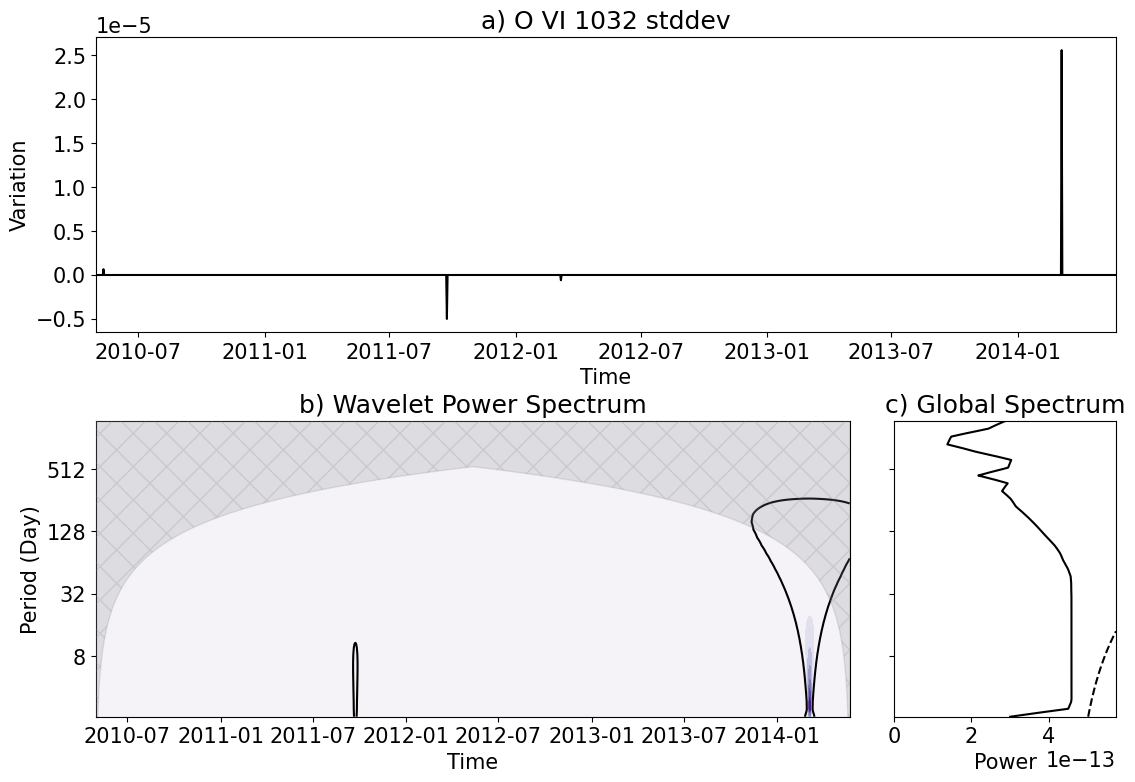 a) O VI 1032 stddev
1e−5
2.5
2.0
1.5
1.0
0.5
0.0
−0.5
Variation
2010-07 2011-01 2011-07 2012-01 2012-07 2013-01 2013-07 2014-01
Time
b) Wavelet Power Spectrum
512
128
32
8
Period (Day)
2010-07 2011-01 2011-07 2012-01 2012-07 2013-01 2013-07 2014-01
Time
c) Global Spectrum
0 2 4
Power 1e−13